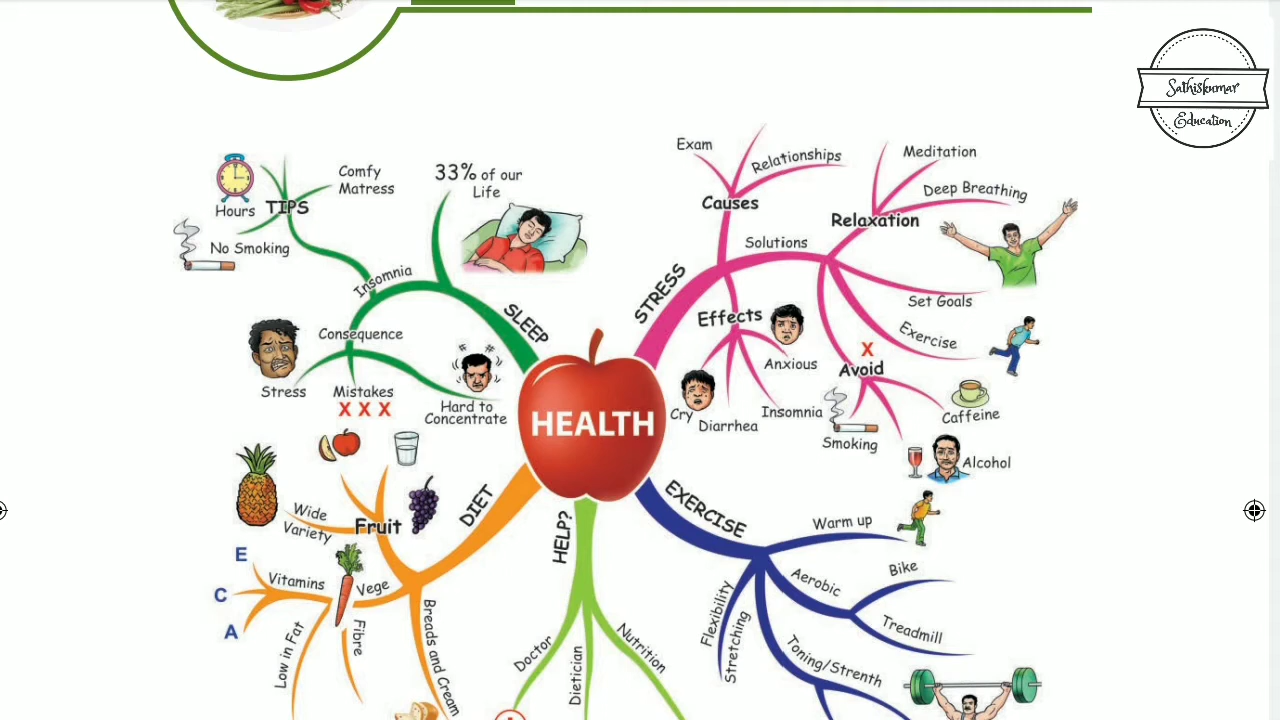 Sathiskumar
Education
TIPS
Hours
Comfy
Matress
No Smoking
33% of our
Life
Insomnia
SLEEP
Consequence
Stress
Mistakes
X X X
Hard to
Concentrate
STRESS
Causes
Exam
Relationships
Solutions
Relaxation
Meditation
Deep Breathing
Set Goals
Exercise
X
Avoid
Caffeine
Smoking
Alcohol
Effects
Anxious
Cry
Diarrhea
Insomnia
HEALTH
DIET
Fruit
Wide
Variety
Vege
Vitamins
E
C
A
Low in Fat
Fibre
Breads and Cream
HELP?
Doctor
Dietician
Nutrition
EXERCISE
Warm up
Aerobic
Bike
Treadmill
Flexibility
Stretching
Toning/Strenth